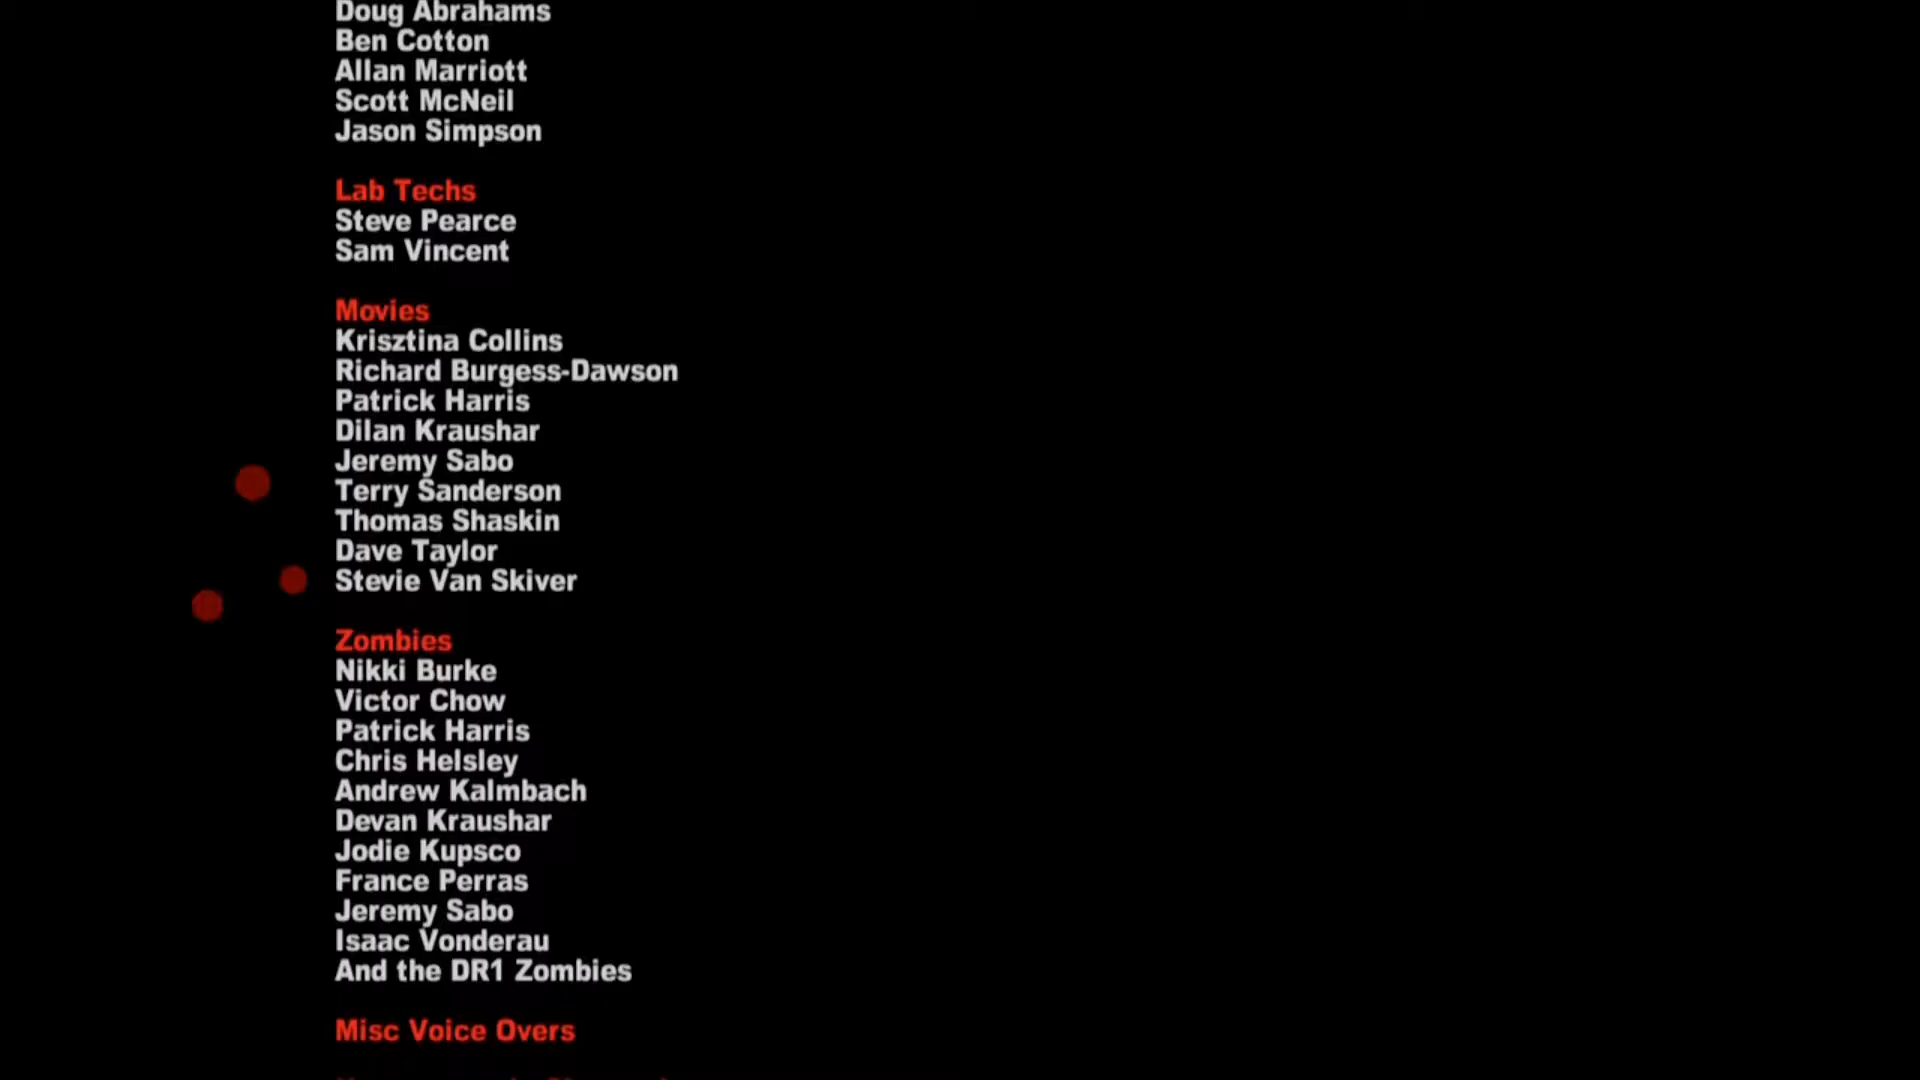 Doug Abrahams
Ben Cotton
Allan Marriott
Scott McNeil
Jason Simpson
Lab Techs
Steve Pearce
Sam Vincent
Movies
Krisztina Collins
Richard Burgess-Dawson
Patrick Harris
Dilan Kraushar
Jeremy Sabo
Terry Sanderson
Thomas Shaskin
Dave Taylor
Stevie Van Skiver
Zombies
Nikki Burke
Victor Chow
Patrick Harris
Chris Helsley
Andrew Kalmbach
Devan Kraushar
Jodie Kupsco
France Perras
Jeremy Sabo
Isaac Vonderau
And the DR1 Zombies
Misc Voice Overs